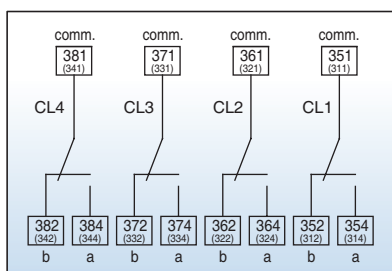 comm. comm. comm. comm.
381 371 361 351
(341) (331) (321) (311)
CL4 CL3 CL2 CL1
382 384 372 374 362 364 352 354
(342) (344) (332) (334) (322) (324) (312) (314)
b a b a b a b a